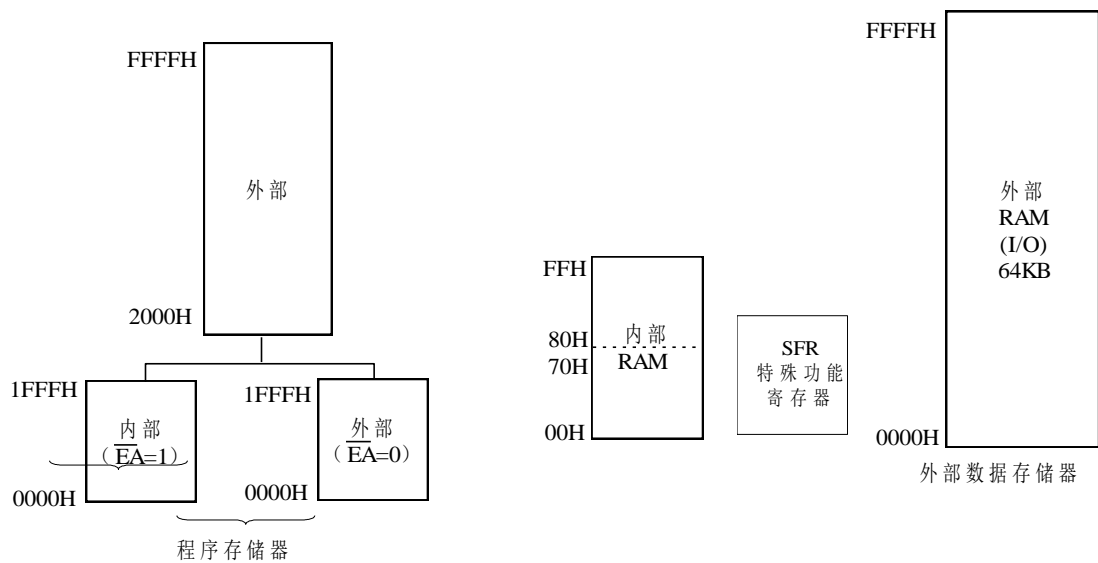 FFFFH
外部
2000H
1FFFH
内部
(E̅A̅=1)
0000H
1FFFH
外部
(E̅A̅=0)
0000H
程序存储器
FFH
80H
70H
00H
内部
RAM
SFR
特殊功能
寄存器
FFFFH
外部
RAM
(I/O)
64KB
0000H
外部数据存储器